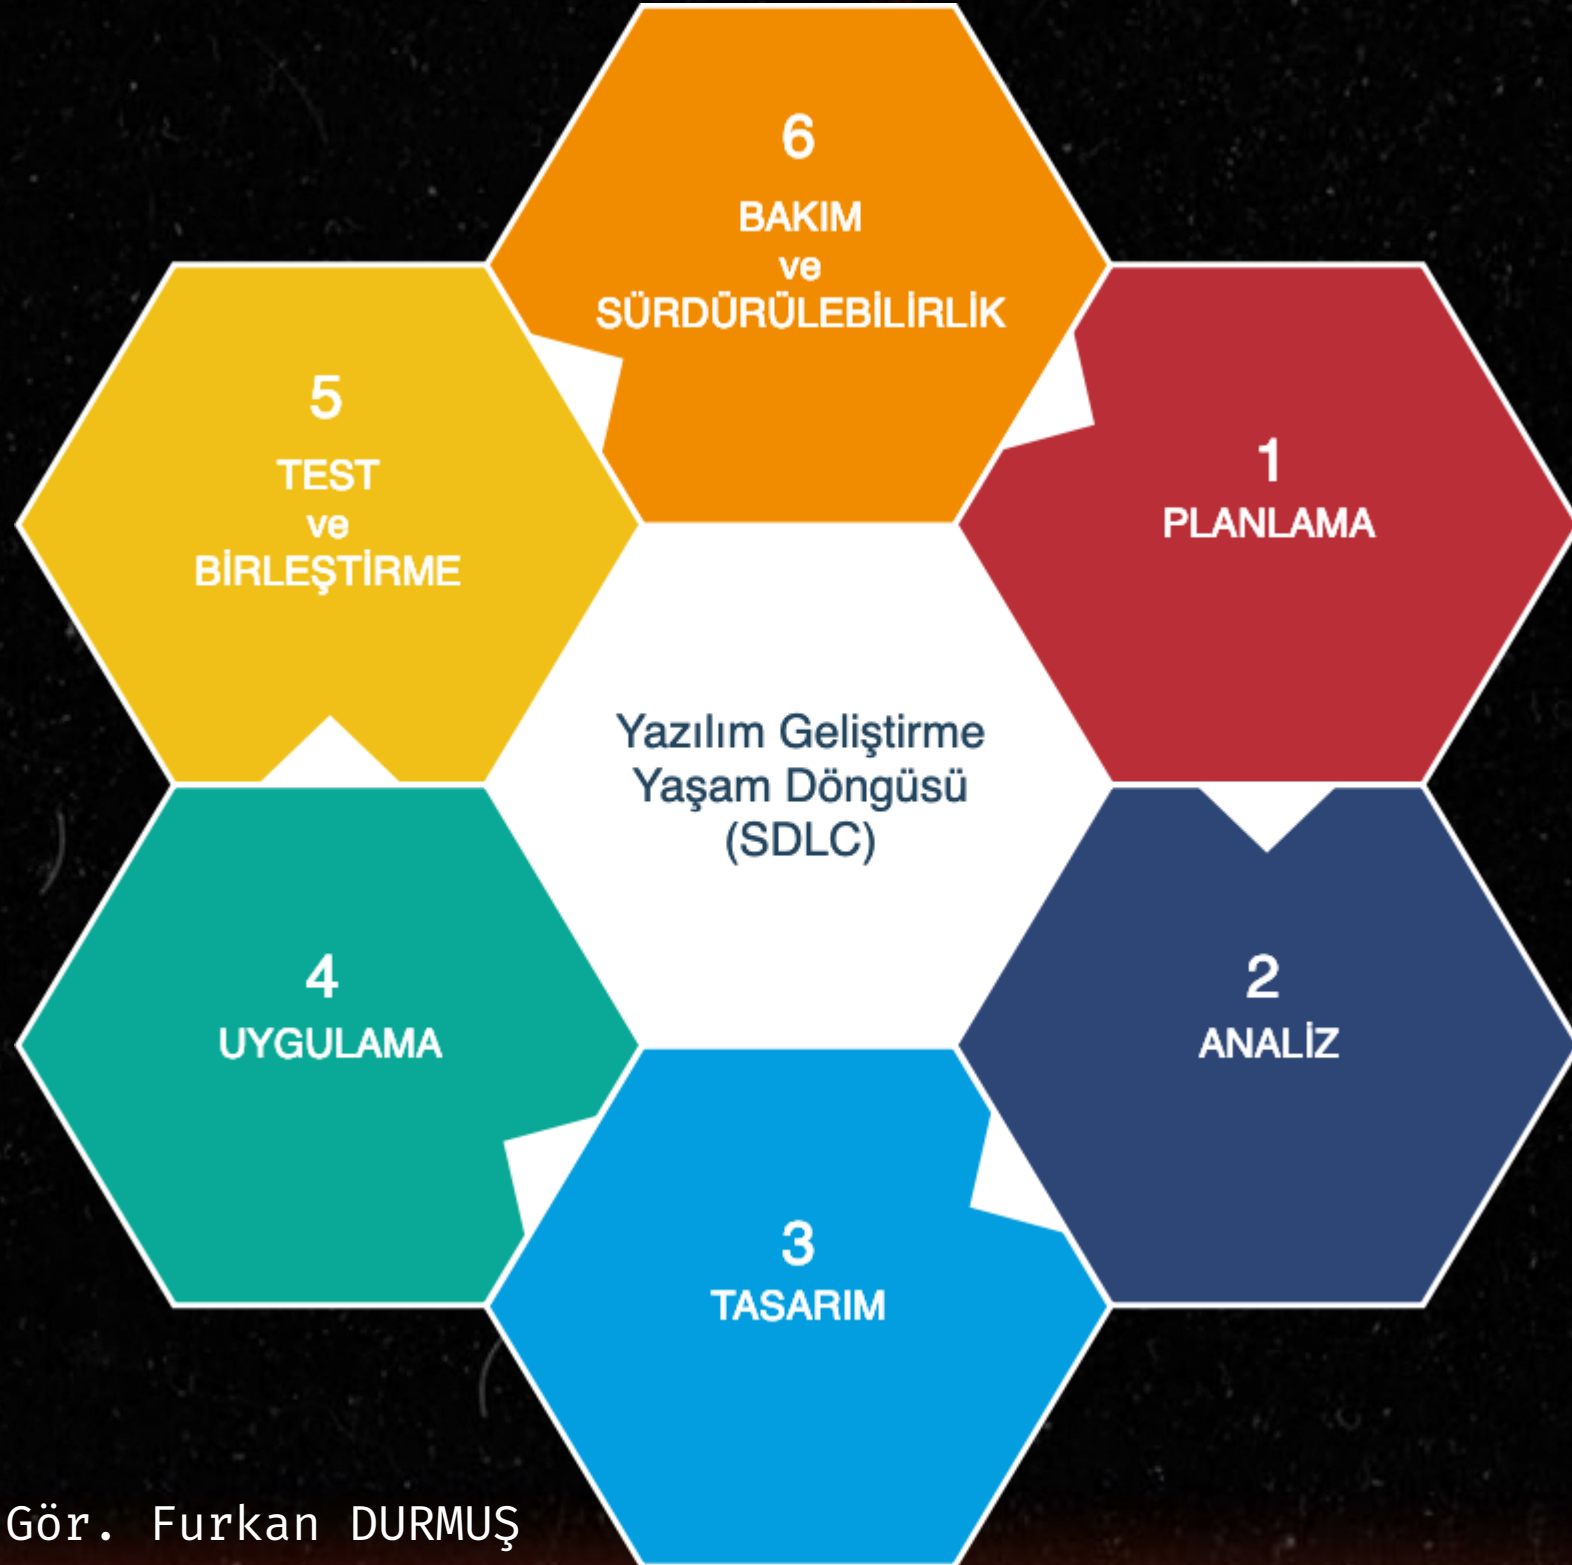 6
BAKIM
ve
SÜRDÜRÜLEBİLİRLİK
5
TEST
ve
BİRLEŞTİRME
1
PLANLAMA
Yazılım Geliştirme
Yaşam Döngüsü
(SDLC)
4
UYGULAMA
2
ANALİZ
3
TASARIM
Gör. Furkan DURMUŞ